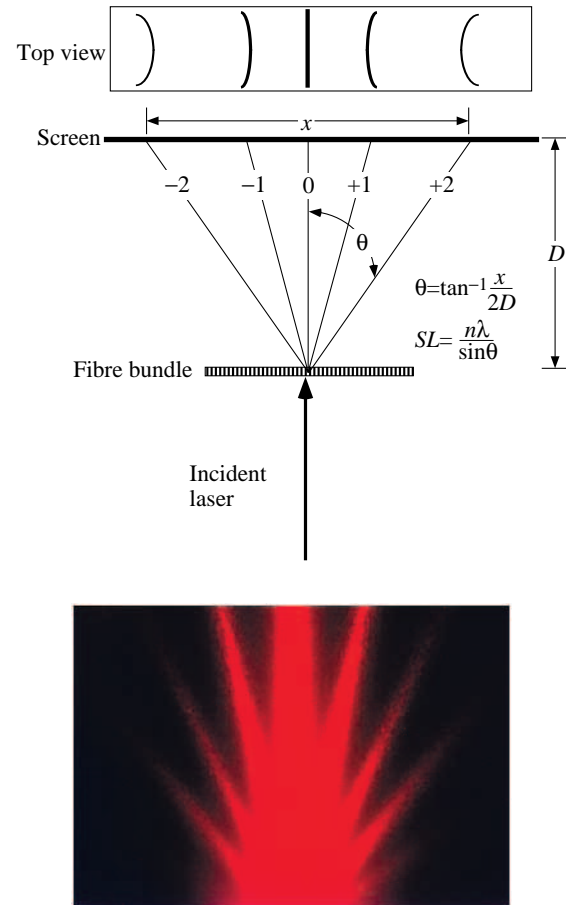 Top view
x
Screen
−2 −1 0 +1 +2
θ
D
θ=tan⁻¹ x/2D
SL= nλ/sinθ
Fibre bundle
Incident
laser